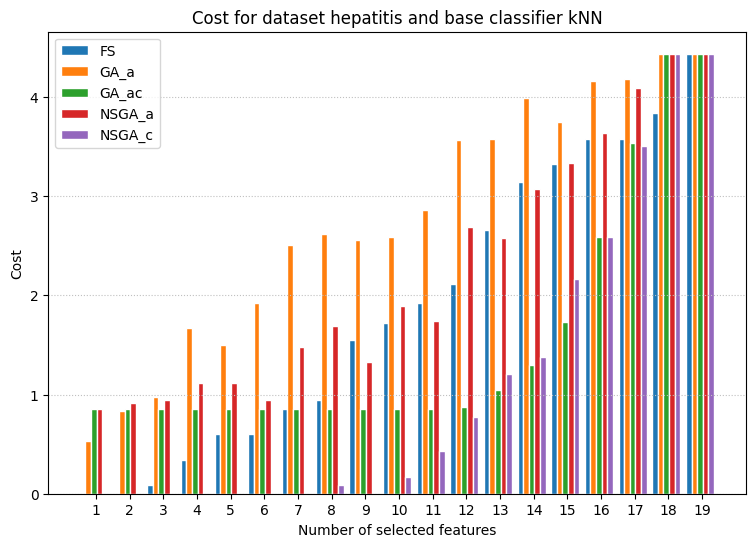 Cost for dataset hepatitis and base classifier kNN
FS
GA_a
GA_ac
NSGA_a
NSGA_c
Cost
4
3
2
1
0
1 2 3 4 5 6 7 8 9 10 11 12 13 14 15 16 17 18 19
Number of selected features